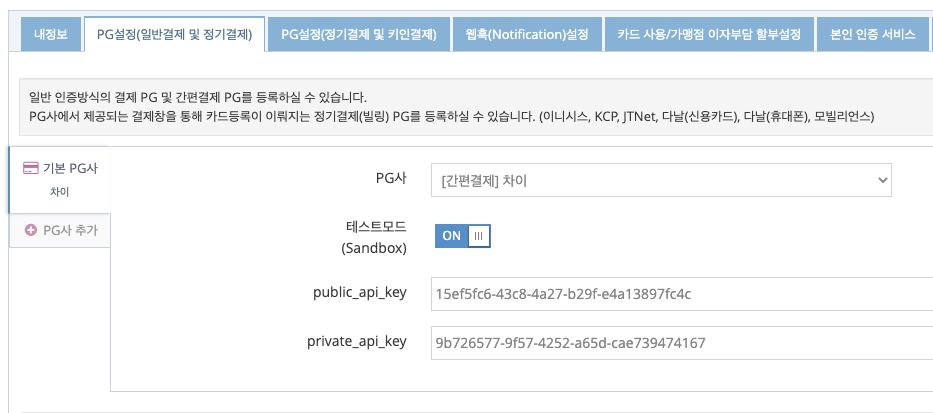 내정보
PG설정(일반결제 및 정기결제)
PG설정(정기결제 및 키인결제)
웹훅(Notification)설정
카드 사용/가맹점 이자부담 할부설정
본인 인증 서비스
일반 인증방식의 결제 PG 및 간편결제 PG를 등록하실 수 있습니다.
PG사에서 제공되는 결제창을 통해 카드등록이 이뤄지는 정기결제(빌링) PG를 등록하실 수 있습니다. (이니시스, KCP, JTNet, 다날(신용카드), 다날(휴대폰), 모빌리언스)
기본 PG사
차이
PG사 추가
PG사
[간편결제] 차이
테스트모드
(Sandbox)
ON
public_api_key
15ef5fc6-43c8-4a27-b29f-e4a13897fc4c
private_api_key
9b726577-9f57-4252-a65d-cae739474167